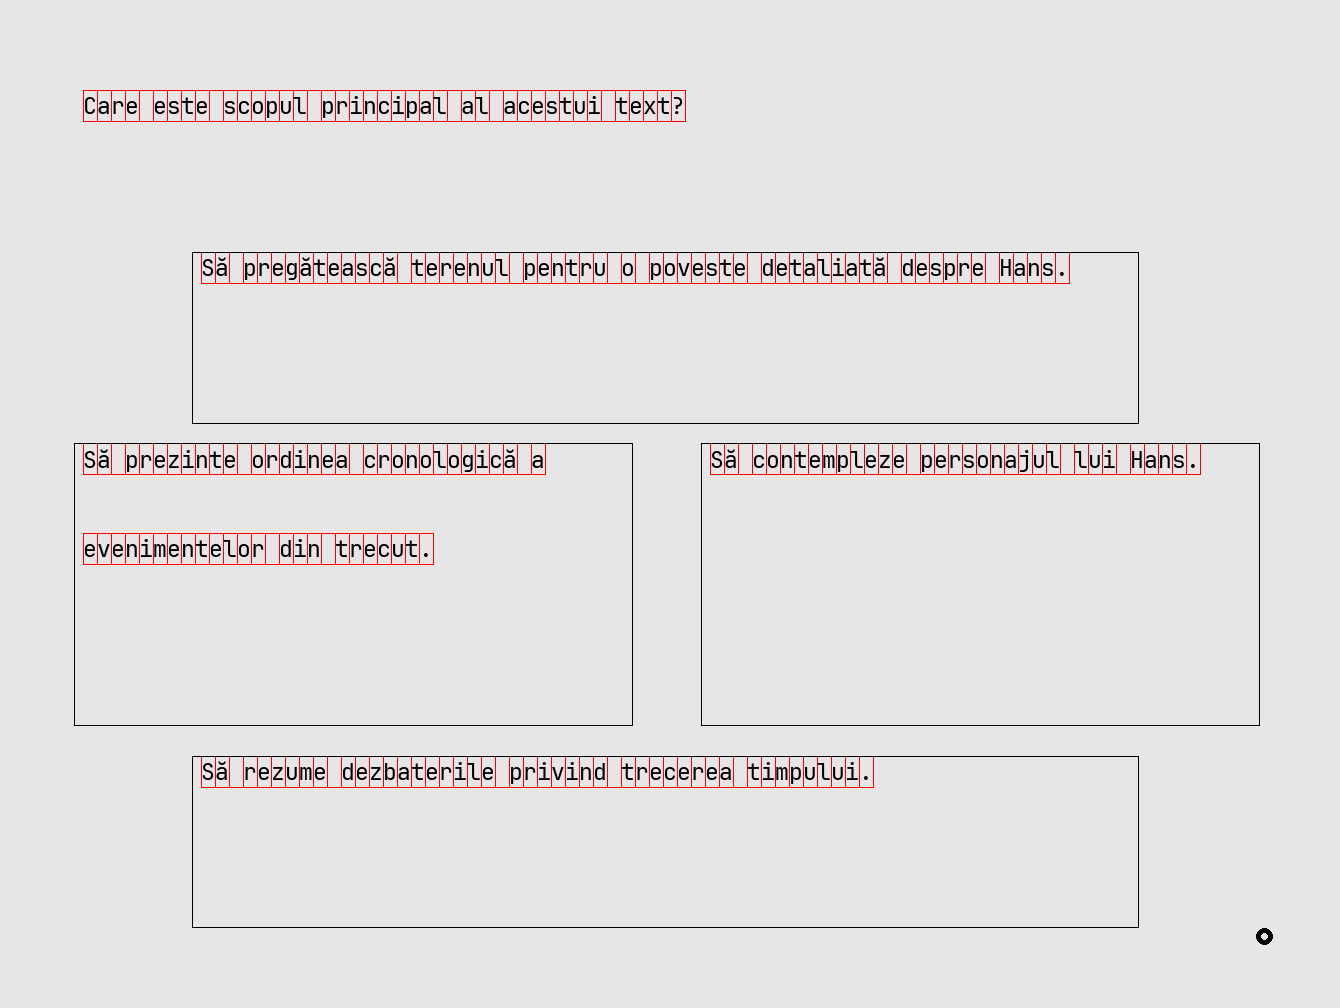 Care este scopul principal al acestui text?
Să pregătească terenul pentru o poveste detaliată despre Hans.
Să prezinte ordinea cronologică a
evenimentelor din trecut.
Să contempleze personajul lui Hans.
Să rezume dezbaterile privind trecerea timpului.